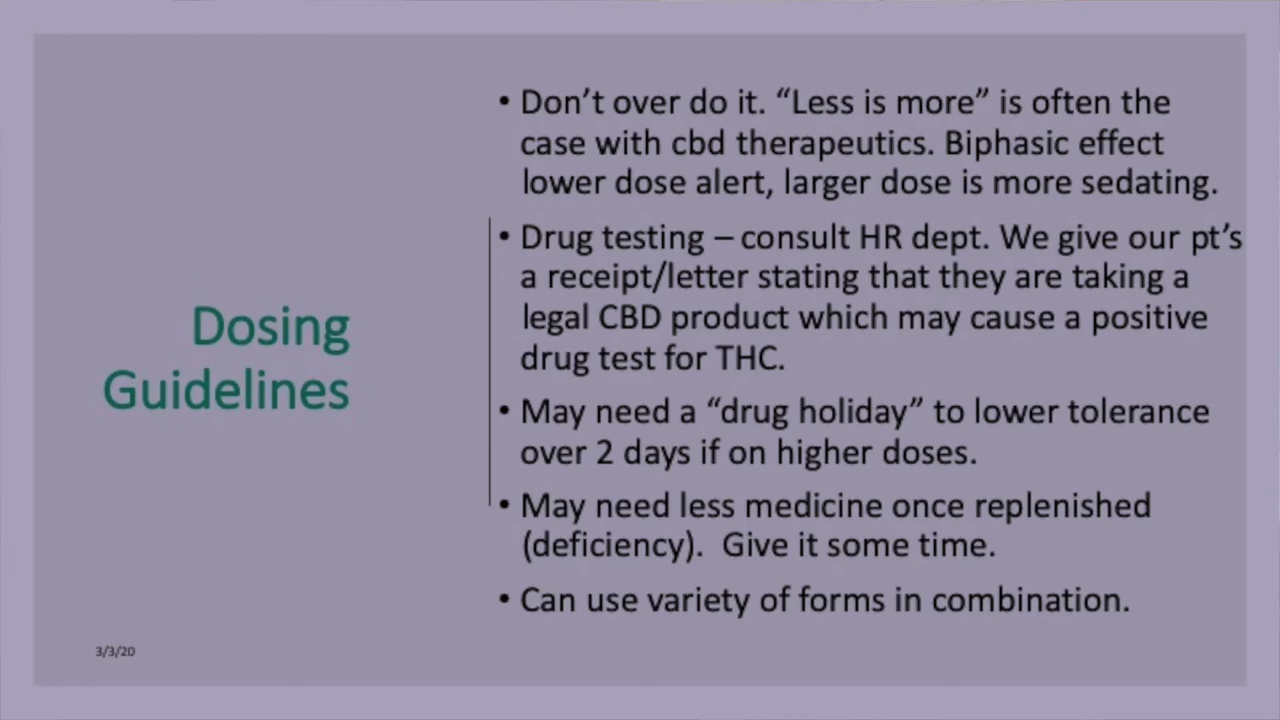 Dosing
Guidelines
• Don’t over do it. “Less is more” is often the
case with cbd therapeutics. Biphasic effect
lower dose alert, larger dose is more sedating.
• Drug testing – consult HR dept. We give our pt’s
a receipt/letter stating that they are taking a
legal CBD product which may cause a positive
drug test for THC.
• May need a “drug holiday” to lower tolerance
over 2 days if on higher doses.
• May need less medicine once replenished
(deficiency).  Give it some time.
• Can use variety of forms in combination.
3/3/20